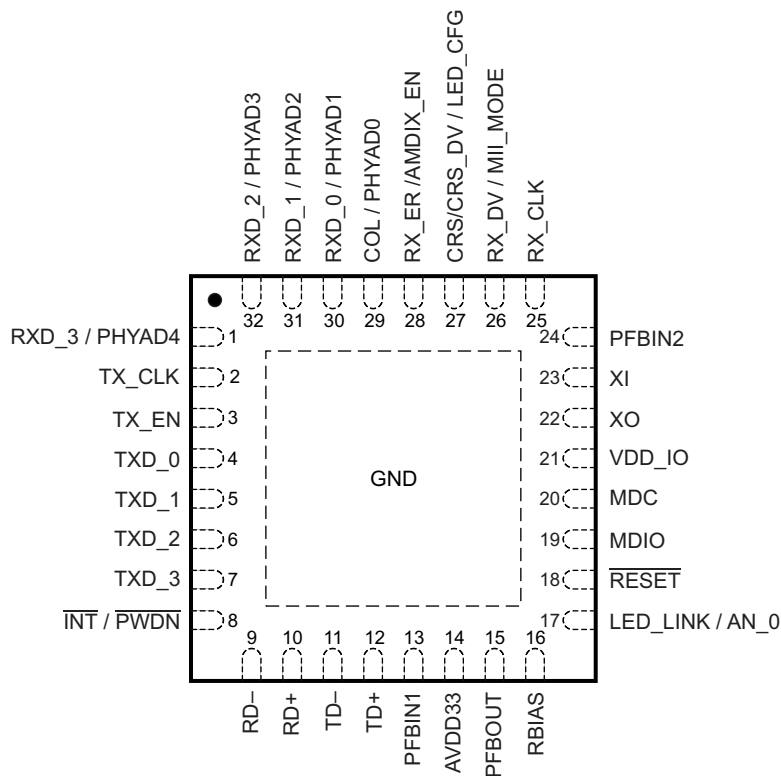 RXD_2 / PHYAD3
RXD_1 / PHYAD2
RXD_0 / PHYAD1
COL / PHYAD0
RX_ER /AMDIX_EN
CRS/CRS_DV / LED_CFG
RX_DV / MII_MODE
RX_CLK
32
31
30
29
28
27
26
25
RXD_3 / PHYAD4
1
TX_CLK
2
TX_EN
3
TXD_0
4
TXD_1
5
TXD_2
6
TXD_3
7
INT / PWDN
8
GND
24
PFBIN2
23
XI
22
XO
21
VDD_IO
20
MDC
19
MDIO
18
RESET
17
LED_LINK / AN_0
9
10
11
12
13
14
15
16
RD–
RD+
TD–
TD+
PFBIN1
AVDD33
PFBOUT
RBIAS